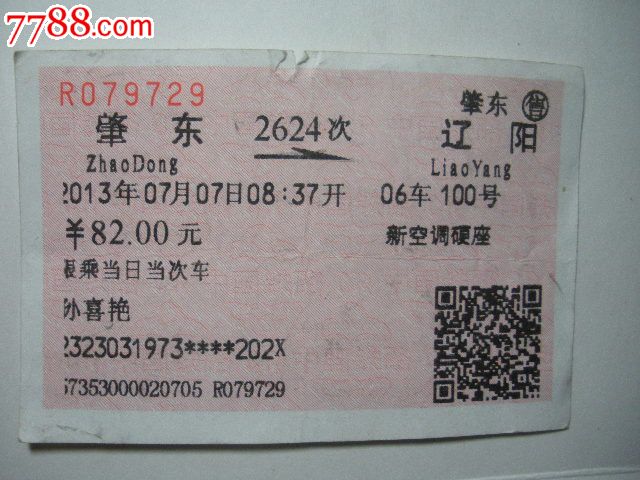 7788.com
R079729
肇东 售
肇 东 2624次 辽 阳
ZhaoDong LiaoYang
2013年07月07日08:37开 06车 100号
¥82.00元 新空调硬座
限乘当日当次车
孙喜艳
2323031973****202X
67353000020705 R079729